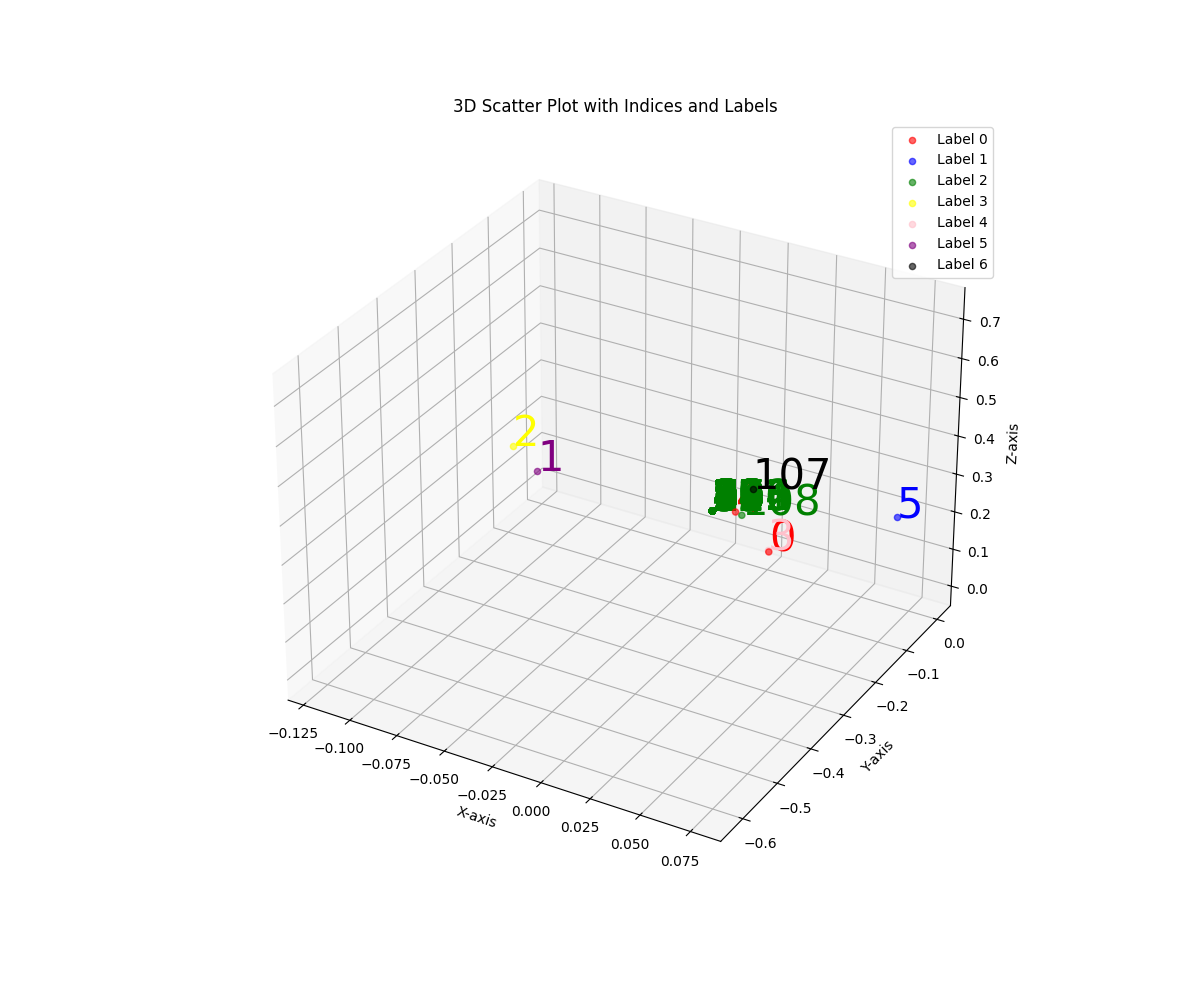 3D Scatter Plot with Indices and Labels
Label 0
Label 1
Label 2
Label 3
Label 4
Label 5
Label 6
0.7
0.6
0.5
0.4
0.3
0.2
0.1
0.0
Z-axis
2
1
107
5
0
0.0
−0.1
−0.2
−0.3
−0.4
−0.5
−0.6
Y-axis
−0.125
−0.100
−0.075
−0.050
−0.025
0.000
0.025
0.050
0.075
X-axis